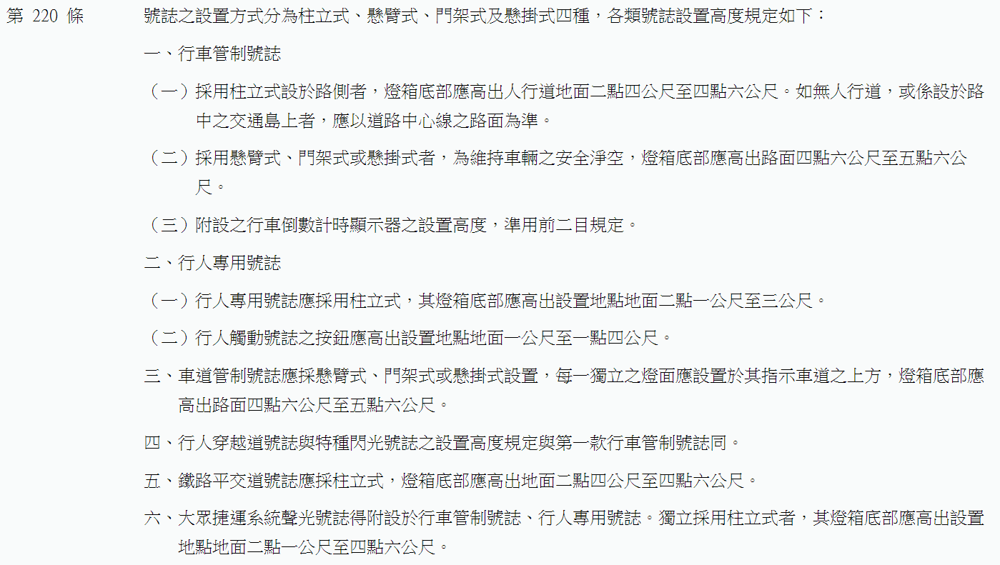 第 220 條 號誌之設置方式分為柱立式、懸臂式、門架式及懸掛式四種，各類號誌設置高度規定如下：
一、行車管制號誌
（一）採用柱立式設於路側者，燈箱底部應高出人行道地面二點四公尺至四點六公尺。如無人行道，或係設於路
中之交通島上者，應以道路中心線之路面為準。
（二）採用懸臂式、門架式或懸掛式者，為維持車輛之安全淨空，燈箱底部應高出路面四點六公尺至五點六公
尺。
（三）附設之行車倒數計時顯示器之設置高度，準用前二目規定。
二、行人專用號誌
（一）行人專用號誌應採用柱立式，其燈箱底部應高出設置地點地面二點一公尺至三公尺。
（二）行人觸動號誌之按鈕應高出設置地點地面一公尺至一點四公尺。
三、車道管制號誌應採懸臂式、門架式或懸掛式設置，每一獨立之燈面應設置於其指示車道之上方，燈箱底部應
高出路面四點六公尺至五點六公尺。
四、行人穿越道號誌與特種閃光號誌之設置高度規定與第一款行車管制號誌同。
五、鐵路平交道號誌應採柱立式，燈箱底部應高出地面二點四公尺至四點六公尺。
六、大眾捷運系統聲光號誌得附設於行車管制號誌、行人專用號誌。獨立採用柱立式者，其燈箱底部應高出設置
地點地面二點一公尺至四點六公尺。